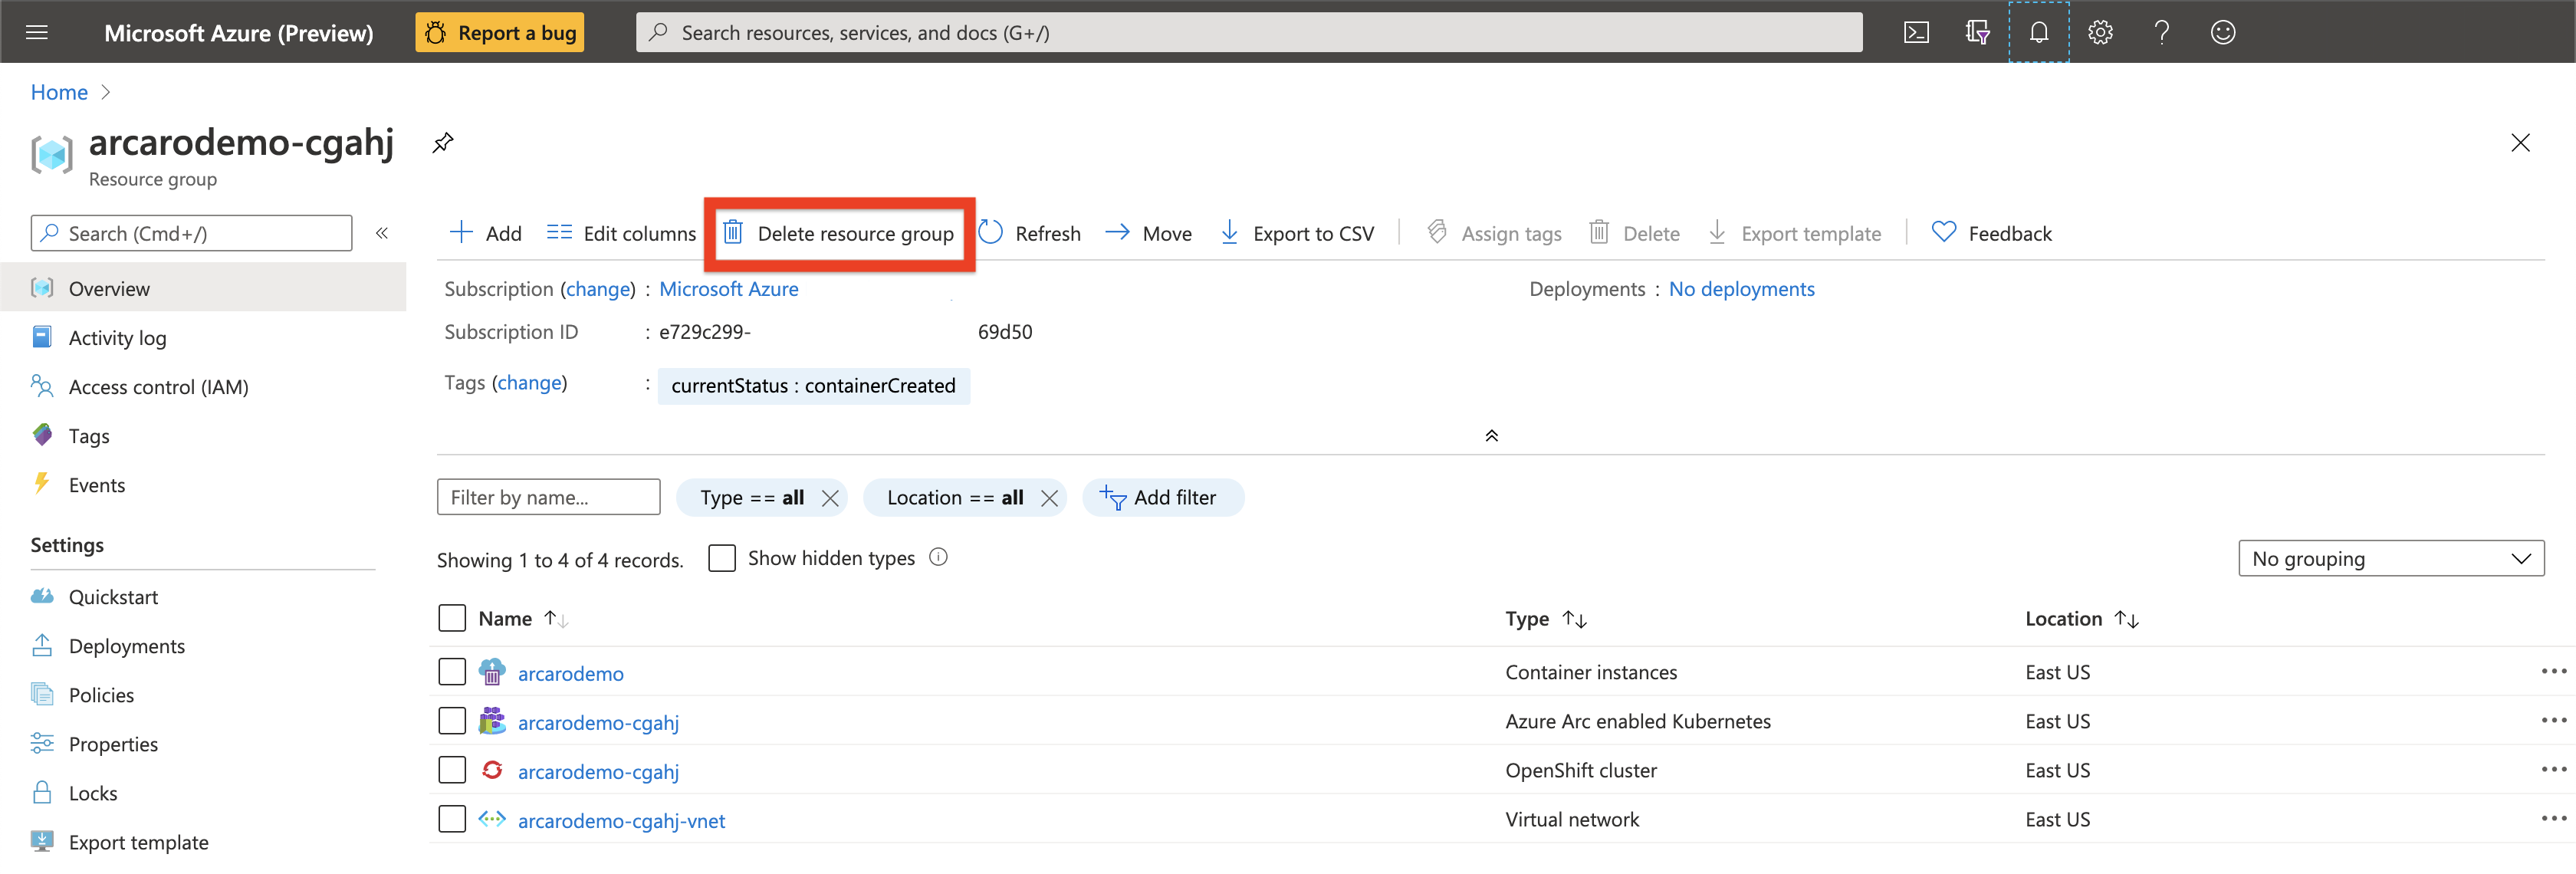 Microsoft Azure (Preview)
Report a bug
Search resources, services, and docs (G+/)
Home
arcarodemo-cgahj
Resource group
Search (Cmd+/)
Add
Edit columns
Delete resource group
Refresh
Move
Export to CSV
Assign tags
Delete
Export template
Feedback
Overview
Activity log
Access control (IAM)
Tags
Events
Settings
Quickstart
Deployments
Policies
Properties
Locks
Export template
Subscription (change) : Microsoft Azure
Deployments : No deployments
Subscription ID : e729c299- 69d50
Tags (change) : currentStatus : containerCreated
Filter by name...
Type == all
Location == all
Add filter
Showing 1 to 4 of 4 records.
Show hidden types
No grouping
Name Type Location
arcarodemo Container instances East US
arcarodemo-cgahj Azure Arc enabled Kubernetes East US
arcarodemo-cgahj OpenShift cluster East US
arcarodemo-cgahj-vnet Virtual network East US